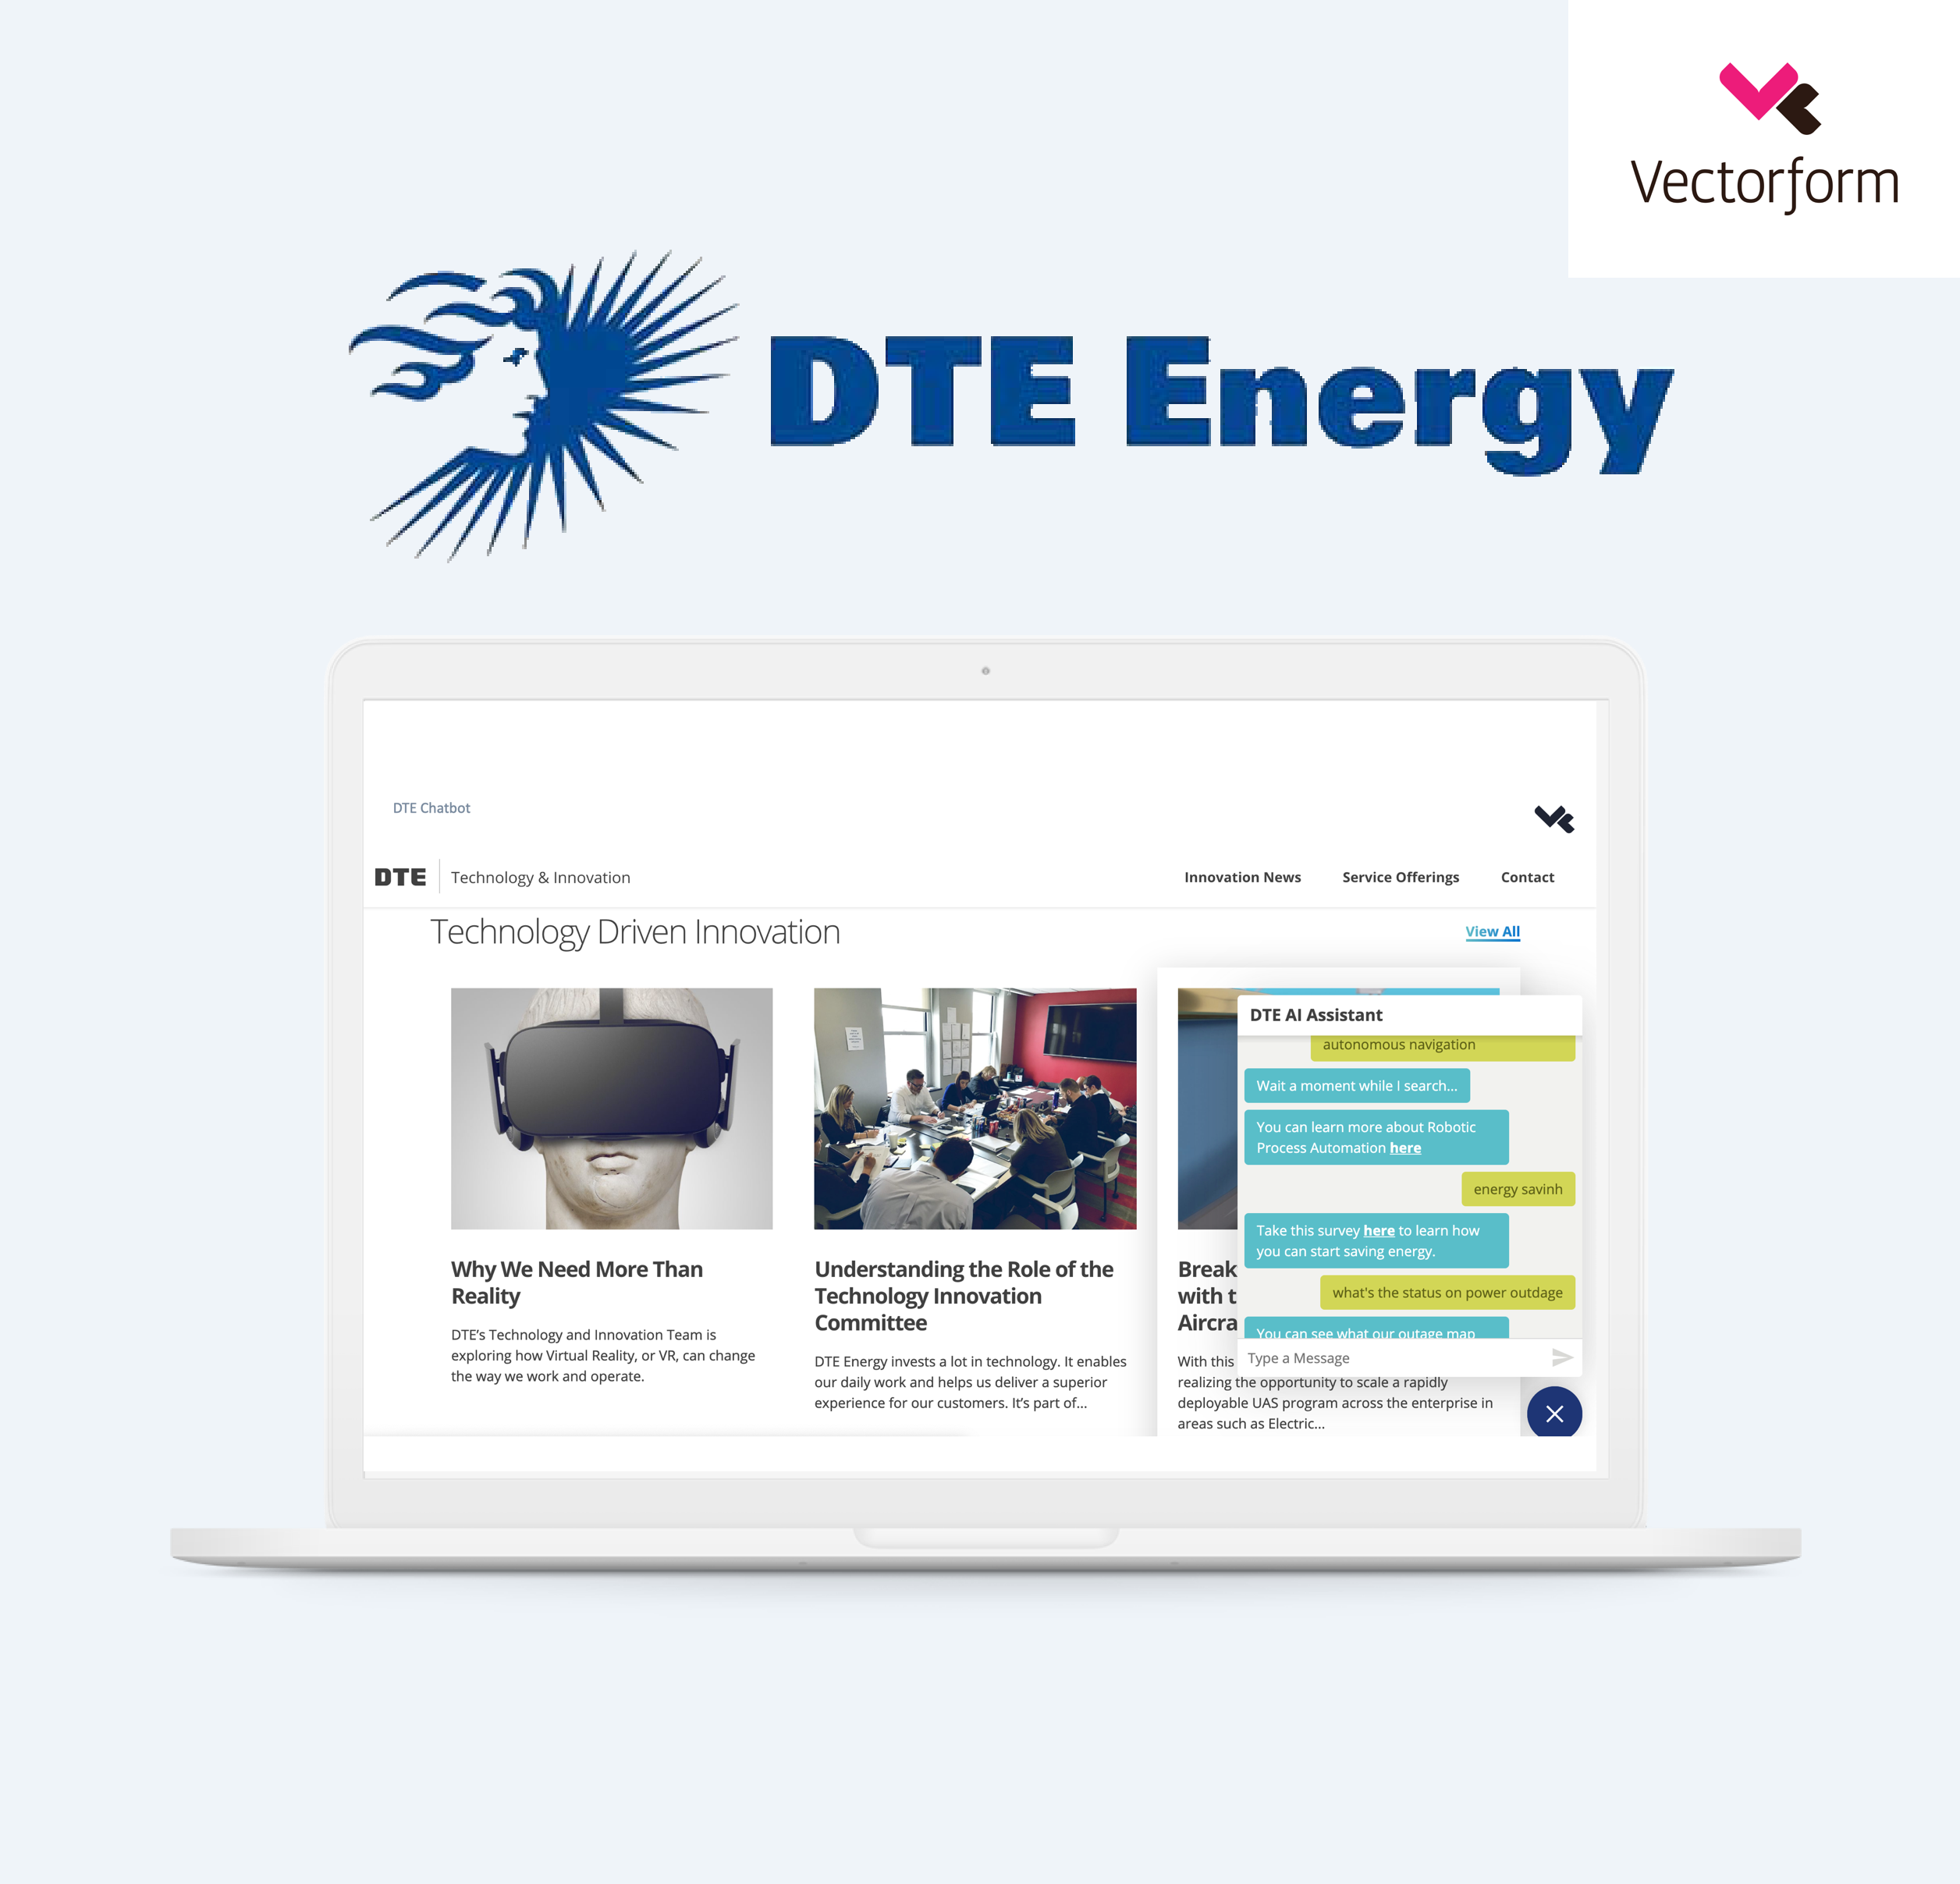 Vectorform
DTE Energy
DTE Chatbot
DTE
Technology & Innovation
Innovation News
Service Offerings
Contact
Technology Driven Innovation
View All
Why We Need More Than
Reality
DTE's Technology and Innovation Team is
exploring how Virtual Reality, or VR, can change
the way we work and operate.
Understanding the Role of the
Technology Innovation
Committee
DTE Energy invests a lot in technology. It enables
our daily work and helps us deliver a superior
experience for our customers. It's part of...
Break
with t
Aircra
With this
realizing the opportunity to scale a rapidly
deployable UAS program across the enterprise in
areas such as Electric...
DTE AI Assistant
autonomous navigation
Wait a moment while I search...
You can learn more about Robotic
Process Automation here
energy savinh
Take this survey here to learn how
you can start saving energy.
what's the status on power outdage
You can see what our outage map
Type a Message